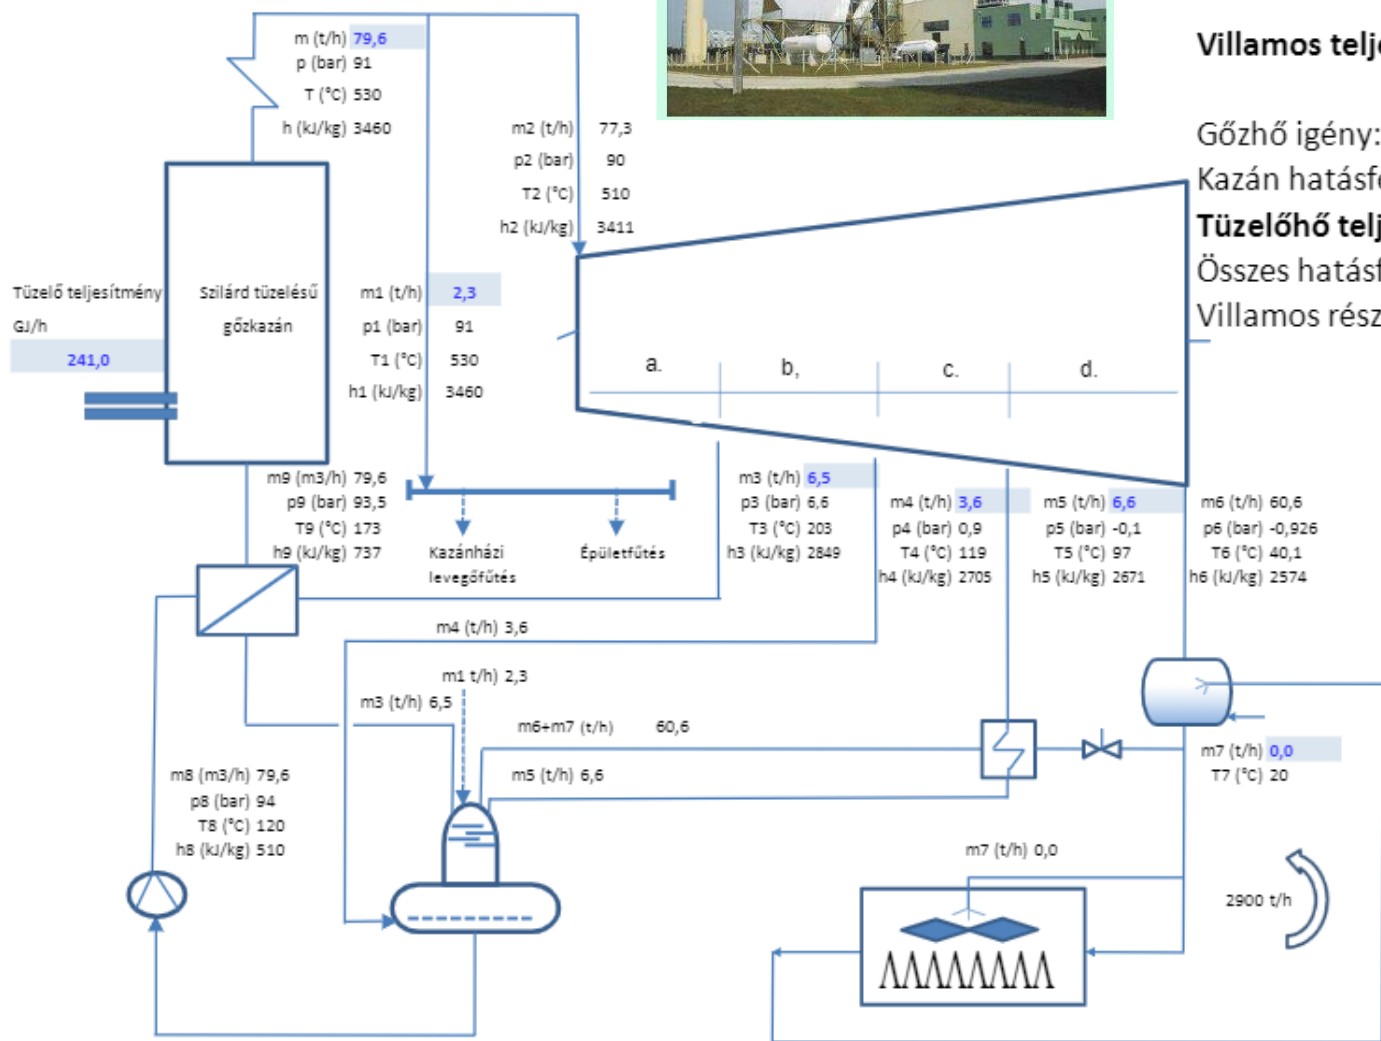 m (t/h) 79,6
p (bar) 91
T (°C) 530
h (kJ/kg) 3460
m2 (t/h) 77,3
p2 (bar) 90
T2 (°C) 510
h2 (kJ/kg) 3411
Villamos telj
Gőzhő igény:
Kazán hatásf
Tüzelőhő telj
Összes hatásf
Villamos rész
Tüzelő teljesítmény
GJ/h
241,0
Szilárd tüzelésű
gőzkazán
m1 (t/h) 2,3
p1 (bar) 91
T1 (°C) 530
h1 (kJ/kg) 3460
a.
b,
c.
d.
m9 (m3/h) 79,6
p9 (bar) 93,5
T9 (°C) 173
h9 (kJ/kg) 737
Kazánházi
levegőfűtés
Épületfűtés
m3 (t/h) 6,5
p3 (bar) 6,6
T3 (°C) 203
h3 (kJ/kg) 2849
m4 (t/h) 3,6
p4 (bar) 0,9
T4 (°C) 119
h4 (kJ/kg) 2705
m5 (t/h) 6,6
p5 (bar) -0,1
T5 (°C) 97
h5 (kJ/kg) 2671
m6 (t/h) 60,6
p6 (bar) -0,926
T6 (°C) 40,1
h6 (kJ/kg) 2574
m4 (t/h) 3,6
m1 t/h) 2,3
m3 (t/h) 6,5
m6+m7 (t/h) 60,6
m5 (t/h) 6,6
m7 (t/h) 0,0
T7 (°C) 20
m8 (m3/h) 79,6
p8 (bar) 94
T8 (°C) 120
h8 (kJ/kg) 510
m7 (t/h) 0,0
2900 t/h